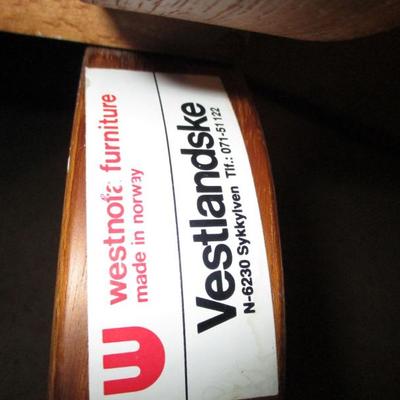 westnofa furniture
made in norway
Vestlandske
N-6230 Sykkylven Tlf.: 071-51122